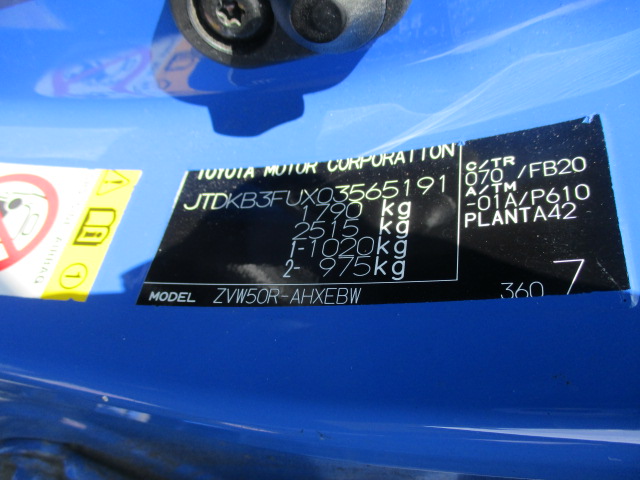 TOYOTA MOTOR CORPORATION
JTDKB3FUX03565191
1790 kg
2515 kg
1-1020kg
2- 975kg
C/TR
070 /FB20
A/TM
-01A/P610
PLANTA42
MODEL ZVW50R-AHXEBW
360 7
1